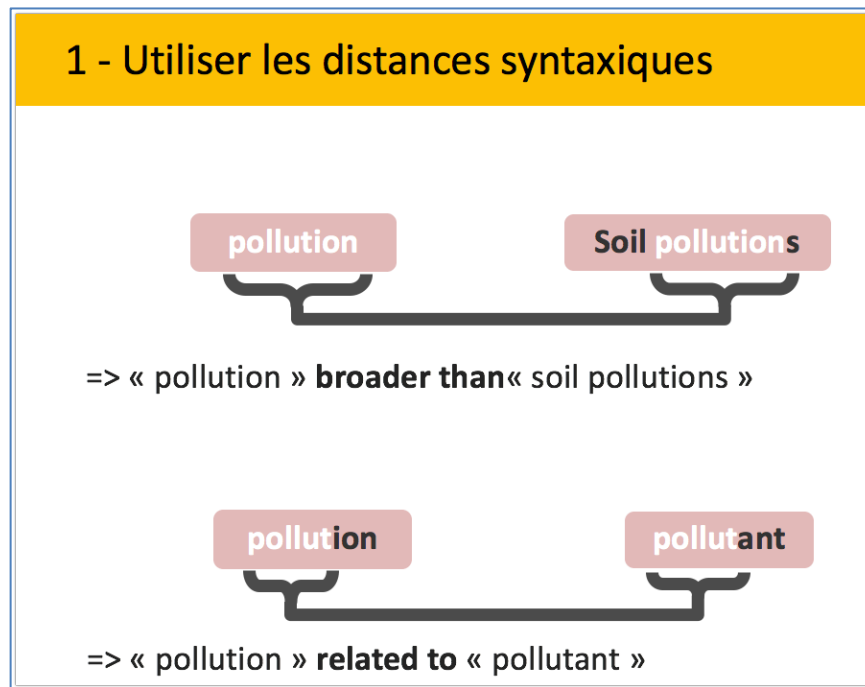 1 - Utiliser les distances syntaxiques
pollution Soil pollutions
=> « pollution » broader than« soil pollutions »
pollution pollutant
=> « pollution » related to « pollutant »